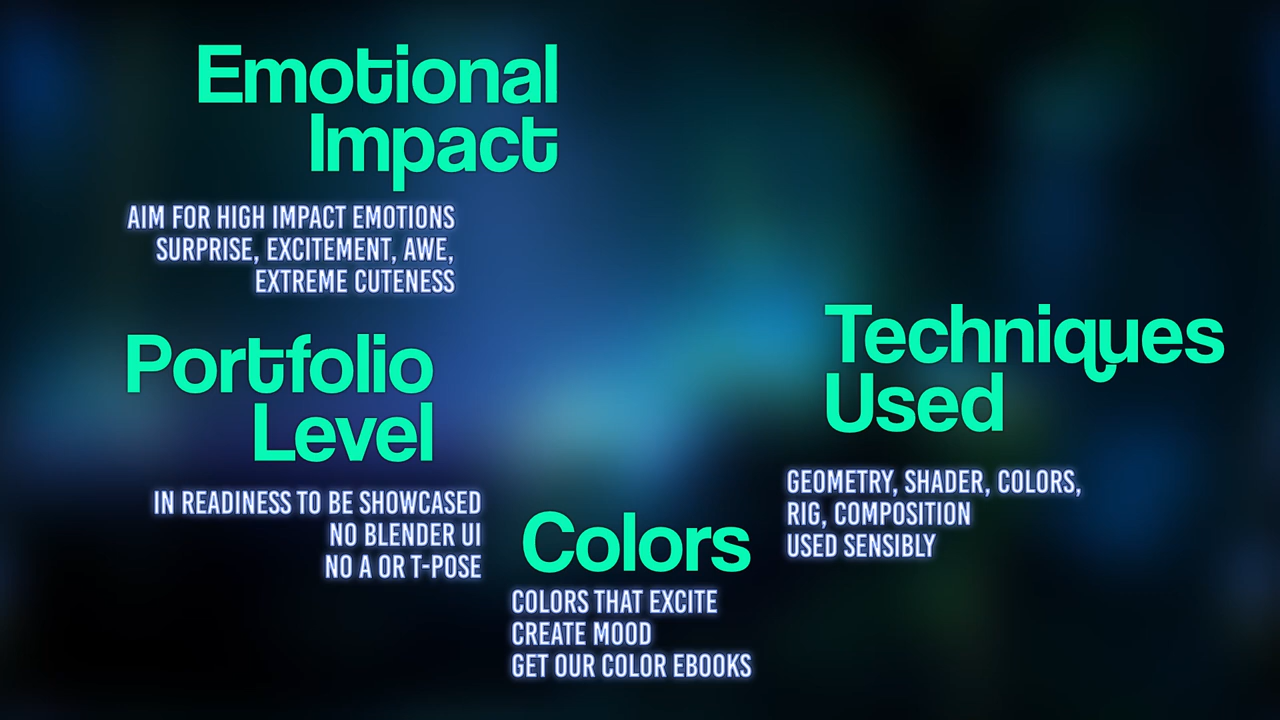 Emotional
Impact
AIM FOR HIGH IMPACT EMOTIONS
SURPRISE, EXCITEMENT, AWE,
EXTREME CUTENESS
Portfolio
Level
IN READINESS TO BE SHOWCASED
NO BLENDER UI
NO A OR T-POSE
Colors
COLORS THAT EXCITE
CREATE MOOD
GET OUR COLOR EBOOKS
Techniques
Used
GEOMETRY, SHADER, COLORS,
RIG, COMPOSITION
USED SENSIBLY